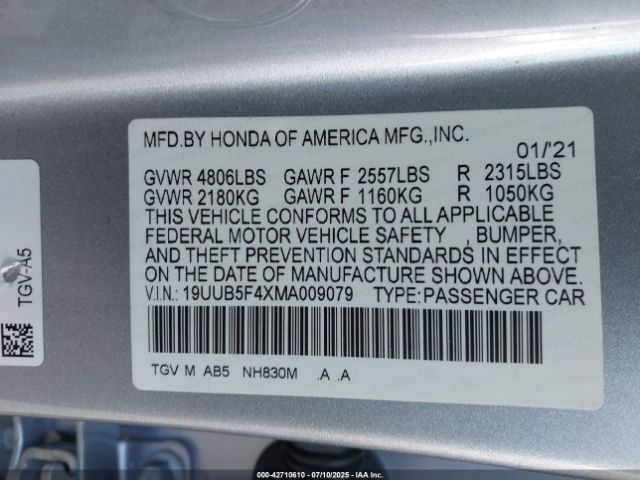 MFD.BY HONDA OF AMERICA MFG.,INC.
01/'21
GVWR 4806LBS GAWR F 2557LBS R 2315LBS
GVWR 2180KG GAWR F 1160KG R 1050KG
THIS VEHICLE CONFORMS TO ALL APPLICABLE
FEDERAL MOTOR VEHICLE SAFETY , BUMPER,
AND THEFT PREVENTION STANDARDS IN EFFECT
ON THE DATE OF MANUFACTURE SHOWN ABOVE.
V.I.N.: 19UUB5F4XMA009079 TYPE:PASSENGER CAR
TGV M AB5 NH830M .A .A
TGV-A5
000-42710610 - 07/10/2025 - IAAI Inc.